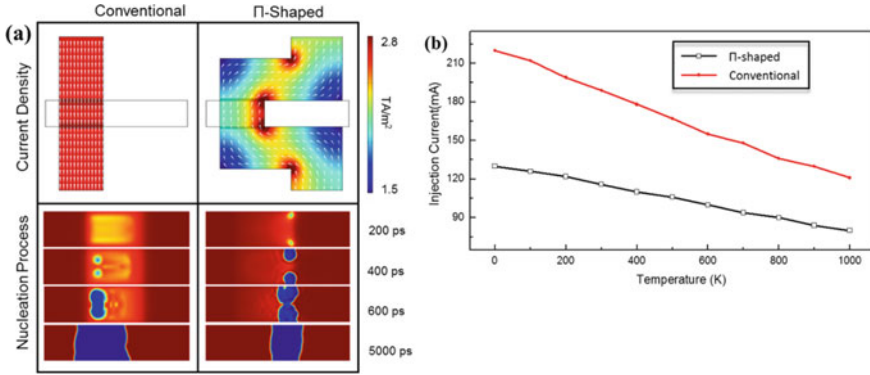 Conventional
Π-Shaped
(a)
Current Density
2.8
TA/m²
1.5
Nucleation Process
200 ps
400 ps
600 ps
5000 ps
(b)
Injection Current(mA)
210
180
150
120
90
Π-shaped
Conventional
0 200 400 600 800 1000
Temperature (K)